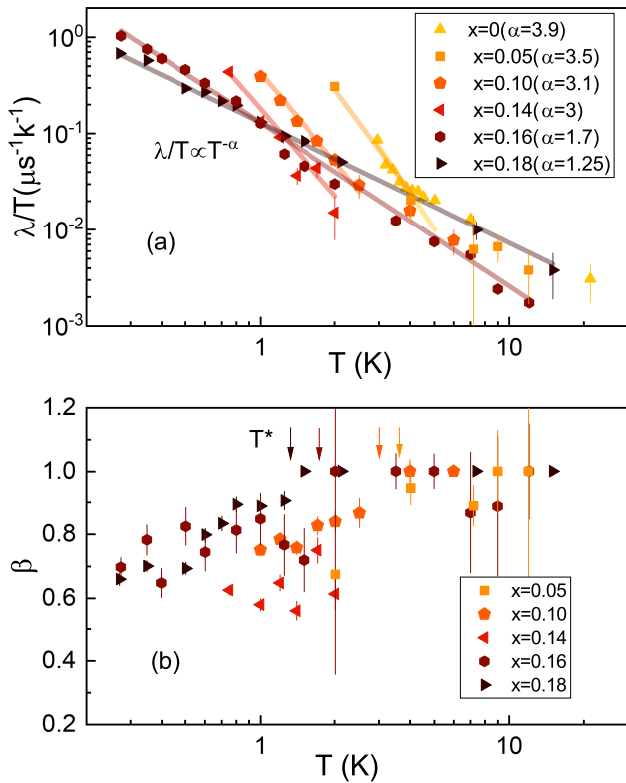 10⁰
10⁻¹
10⁻²
10⁻³
λ/T(μs⁻¹k⁻¹)
x=0(α=3.9)
x=0.05(α=3.5)
x=0.10(α=3.1)
x=0.14(α=3)
x=0.16(α=1.7)
x=0.18(α=1.25)
λ/T∝T⁻ᵅ
(a)
1
10
T (K)
1.2
1.0
0.8
0.6
0.4
0.2
β
T*
x=0.05
x=0.10
x=0.14
x=0.16
x=0.18
(b)
1
10
T (K)